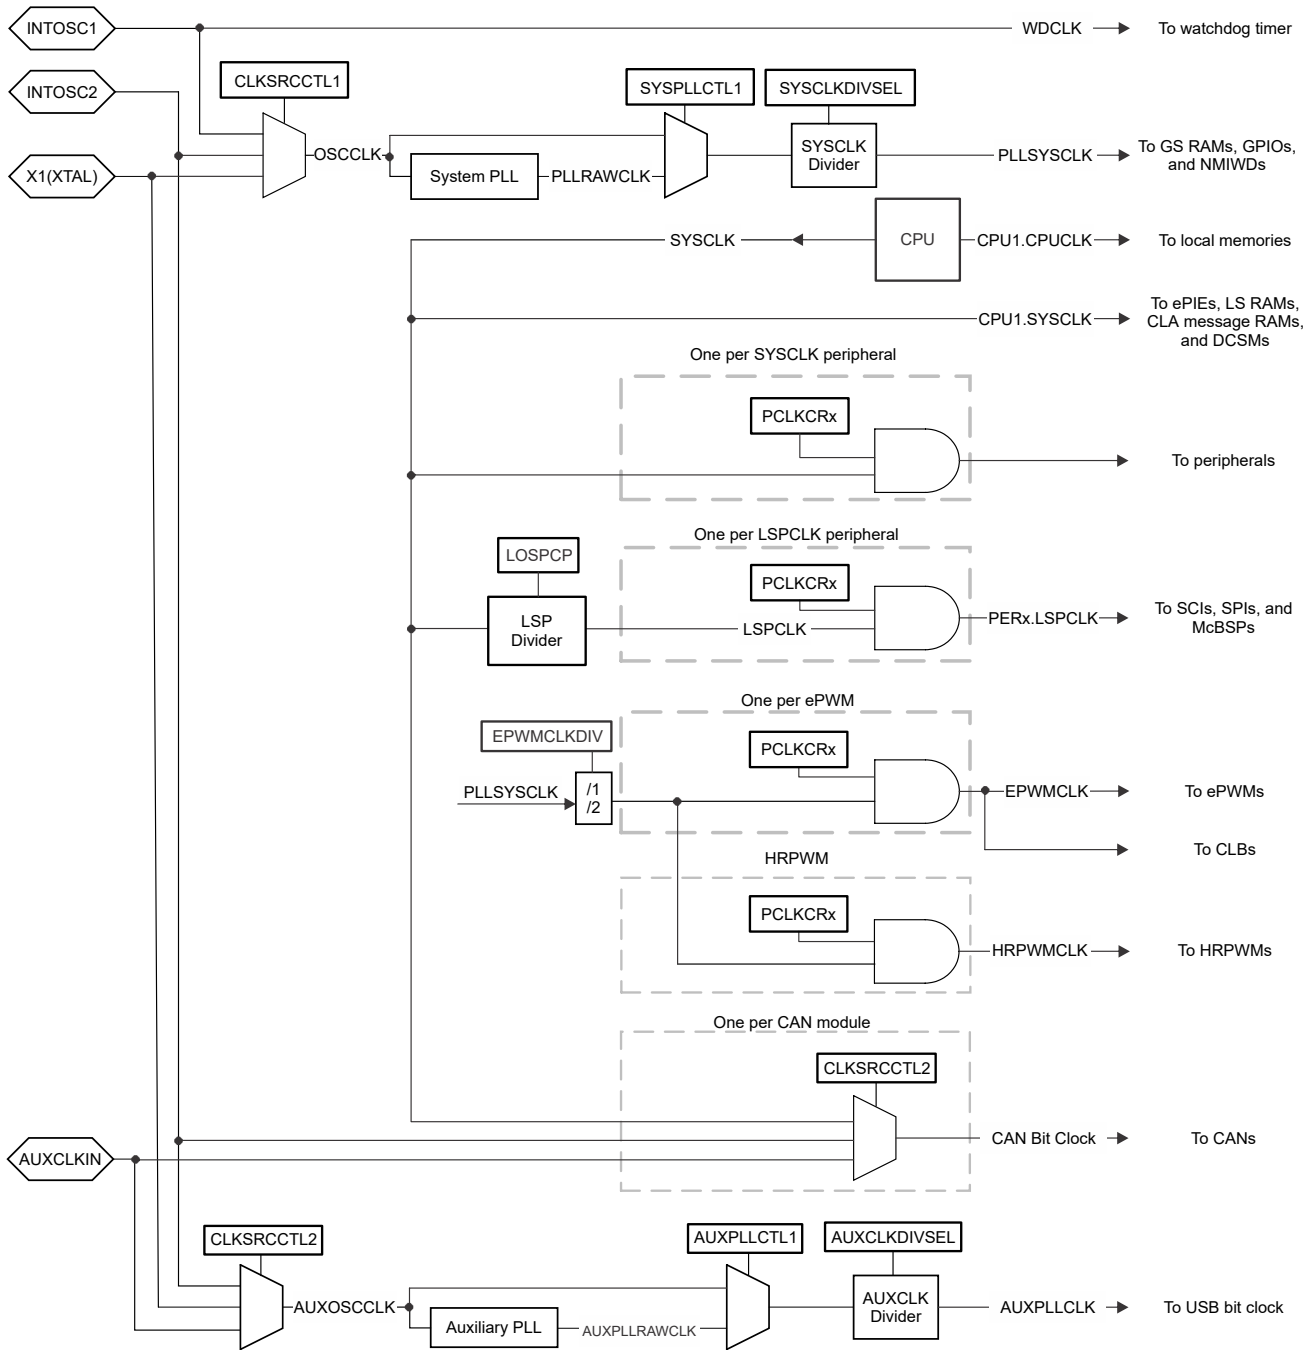 INTOSC1
WDCLK
To watchdog timer
INTOSC2
CLKSRCCTL1
SYSPLLCTL1
SYSCLKDIVSEL
X1(XTAL)
OSCCLK
System PLL
PLLRAWCLK
SYSCLK
Divider
PLLSYSCLK
To GS RAMs, GPIOs,
and NMIWDs
SYSCLK
CPU
CPU1.CPUCLK
To local memories
CPU1.SYSCLK
To ePIEs, LS RAMs,
CLA message RAMs,
and DCSMs
One per SYSCLK peripheral
PCLKCRx
To peripherals
One per LSPCLK peripheral
LOSPCP
PCLKCRx
LSP
Divider
LSPCLK
PERx.LSPCLK
To SCIs, SPIs, and
McBSPs
One per ePWM
EPWMCLKDIV
PCLKCRx
PLLSYSCLK
/1
/2
EPWMCLK
To ePWMs
To CLBs
HRPWM
PCLKCRx
HRPWMCLK
To HRPWMs
One per CAN module
CLKSRCCTL2
CAN Bit Clock
To CANs
AUXCLKIN
CLKSRCCTL2
AUXPLLCTL1
AUXCLKDIVSEL
AUXOSCCLK
Auxiliary PLL
AUXPLLRAWCLK
AUXCLK
Divider
AUXPLLCLK
To USB bit clock